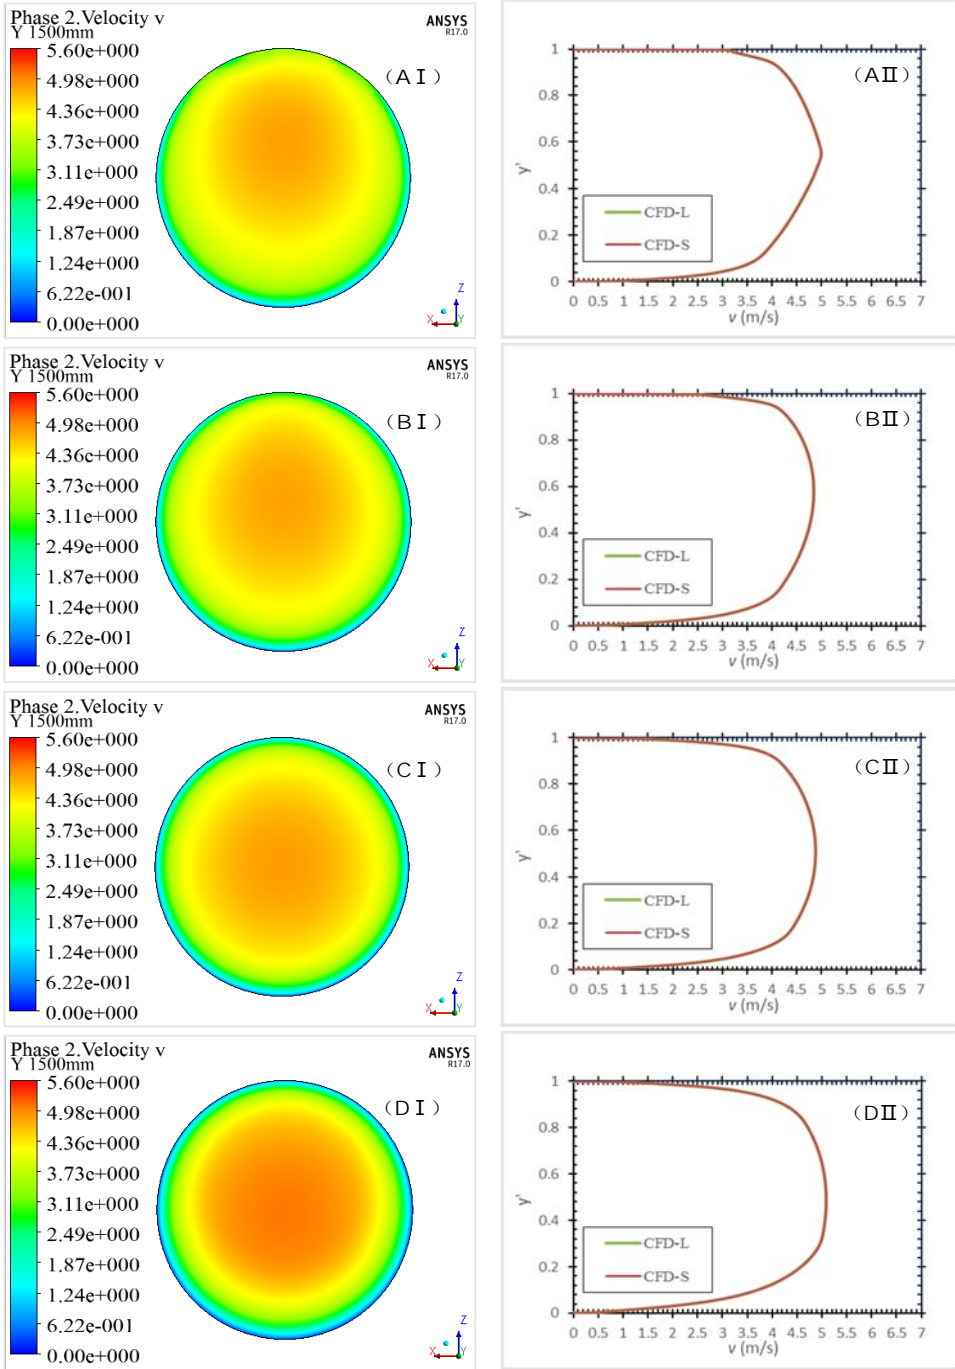 Phase 2.Velocity v
Y 1500mm
ANSYS
R17.0
(AⅠ)
5.60e+000
4.98e+000
4.36e+000
3.73e+000
3.11e+000
2.49e+000
1.87e+000
1.24e+000
6.22e-001
0.00e+000
Z
X
Y
(AⅡ)
1
0.8
0.6
0.4
0.2
0
y'
CFD-L
CFD-S
0 0.5 1 1.5 2 2.5 3 3.5 4 4.5 5 5.5 6 6.5 7
v (m/s)
Phase 2.Velocity v
Y 1500mm
ANSYS
R17.0
(BⅠ)
5.60e+000
4.98e+000
4.36e+000
3.73e+000
3.11e+000
2.49e+000
1.87e+000
1.24e+000
6.22e-001
0.00e+000
Z
X
Y
(BⅡ)
1
0.8
0.6
0.4
0.2
0
y'
CFD-L
CFD-S
0 0.5 1 1.5 2 2.5 3 3.5 4 4.5 5 5.5 6 6.5 7
v (m/s)
Phase 2.Velocity v
Y 1500mm
ANSYS
R17.0
(CⅠ)
5.60e+000
4.98e+000
4.36e+000
3.73e+000
3.11e+000
2.49e+000
1.87e+000
1.24e+000
6.22e-001
0.00e+000
Z
X
Y
(CⅡ)
1
0.8
0.6
0.4
0.2
0
y'
CFD-L
CFD-S
0 0.5 1 1.5 2 2.5 3 3.5 4 4.5 5 5.5 6 6.5 7
v (m/s)
Phase 2.Velocity v
Y 1500mm
ANSYS
R17.0
(DⅠ)
5.60e+000
4.98e+000
4.36e+000
3.73e+000
3.11e+000
2.49e+000
1.87e+000
1.24e+000
6.22e-001
0.00e+000
Z
X
Y
(DⅡ)
1
0.8
0.6
0.4
0.2
0
y'
CFD-L
CFD-S
0 0.5 1 1.5 2 2.5 3 3.5 4 4.5 5 5.5 6 6.5 7
v (m/s)